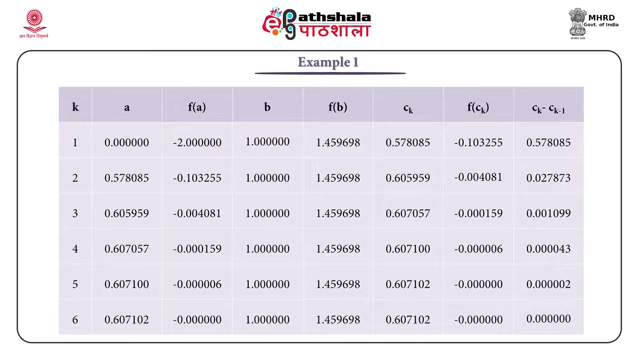 Pathshala
पाठशाला
MHRD
Govt. of India
Example 1
k a f(a) b f(b) ck f(ck) ck- ck-1
1 0.000000 -2.000000 1.000000 1.459698 0.578085 -0.103255 0.578085
2 0.578085 -0.103255 1.000000 1.459698 0.605959 -0.004081 0.027873
3 0.605959 -0.004081 1.000000 1.459698 0.607057 -0.000159 0.001099
4 0.607057 -0.000159 1.000000 1.459698 0.607100 -0.000006 0.000043
5 0.607100 -0.000006 1.000000 1.459698 0.607102 -0.000000 0.000002
6 0.607102 -0.000000 1.000000 1.459698 0.607102 -0.000000 0.000000